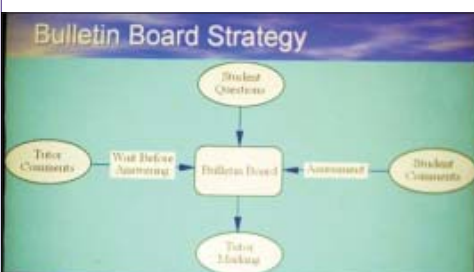 Bulletin Board Strategy
Student
Questions
Tutor
Comments
Wait Before
Answering
Bulletin Board
Assessment
Student
Comments
Tutor
Marking